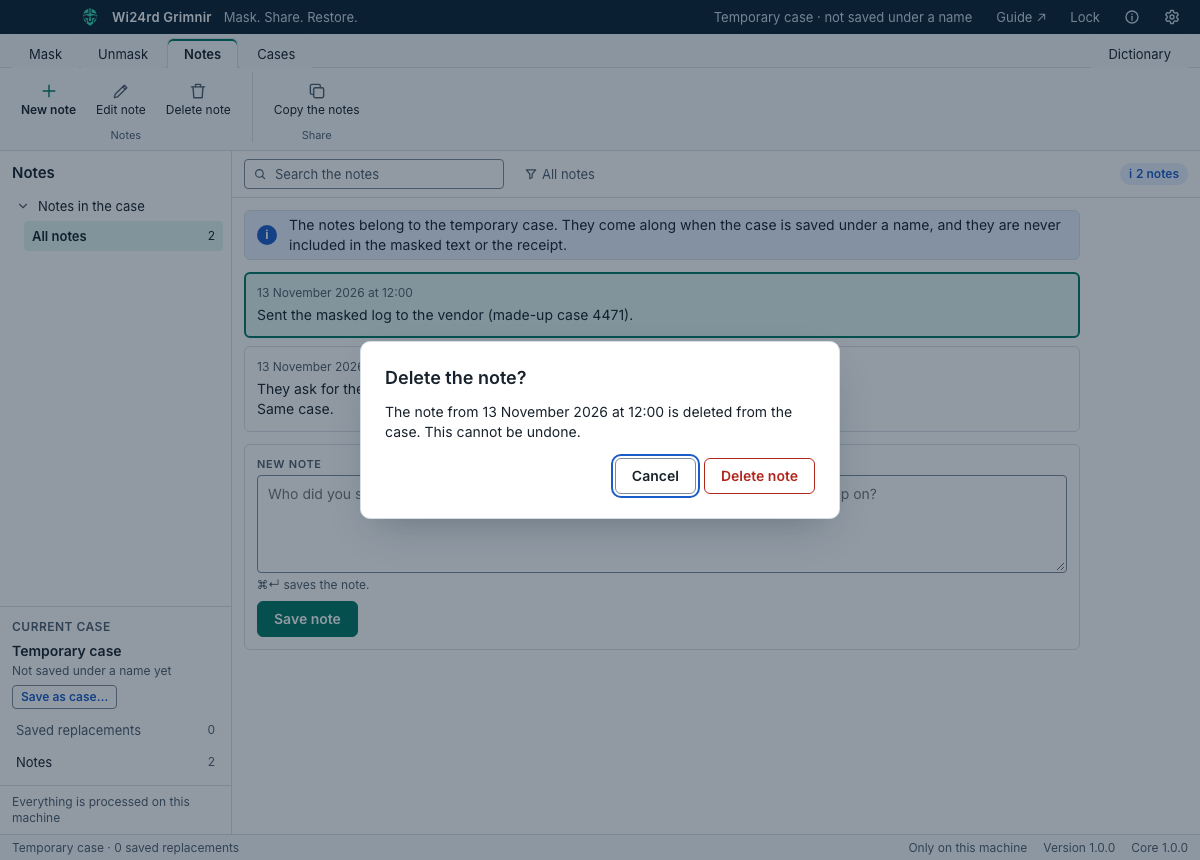 Wi24rd Grimnir Mask. Share. Restore.
Temporary case · not saved under a name Guide ↗ Lock
Mask Unmask Notes Cases Dictionary
New note Edit note Delete note Copy the notes
Notes Share
Notes
Notes in the case
All notes 2
Search the notes All notes i 2 notes
The notes belong to the temporary case. They come along when the case is saved under a name, and they are never
included in the masked text or the receipt.
13 November 2026 at 12:00
Sent the masked log to the vendor (made-up case 4471).
13 November
They ask for the
Same case.
Delete the note?
The note from 13 November 2026 at 12:00 is deleted from the
case. This cannot be undone.
Cancel Delete note
NEW NOTE
Who did you on?
⌘↵ saves the note.
Save note
CURRENT CASE
Temporary case
Not saved under a name yet
Save as case…
Saved replacements 0
Notes 2
Everything is processed on this
machine
Temporary case · 0 saved replacements Only on this machine Version 1.0.0 Core 1.0.0